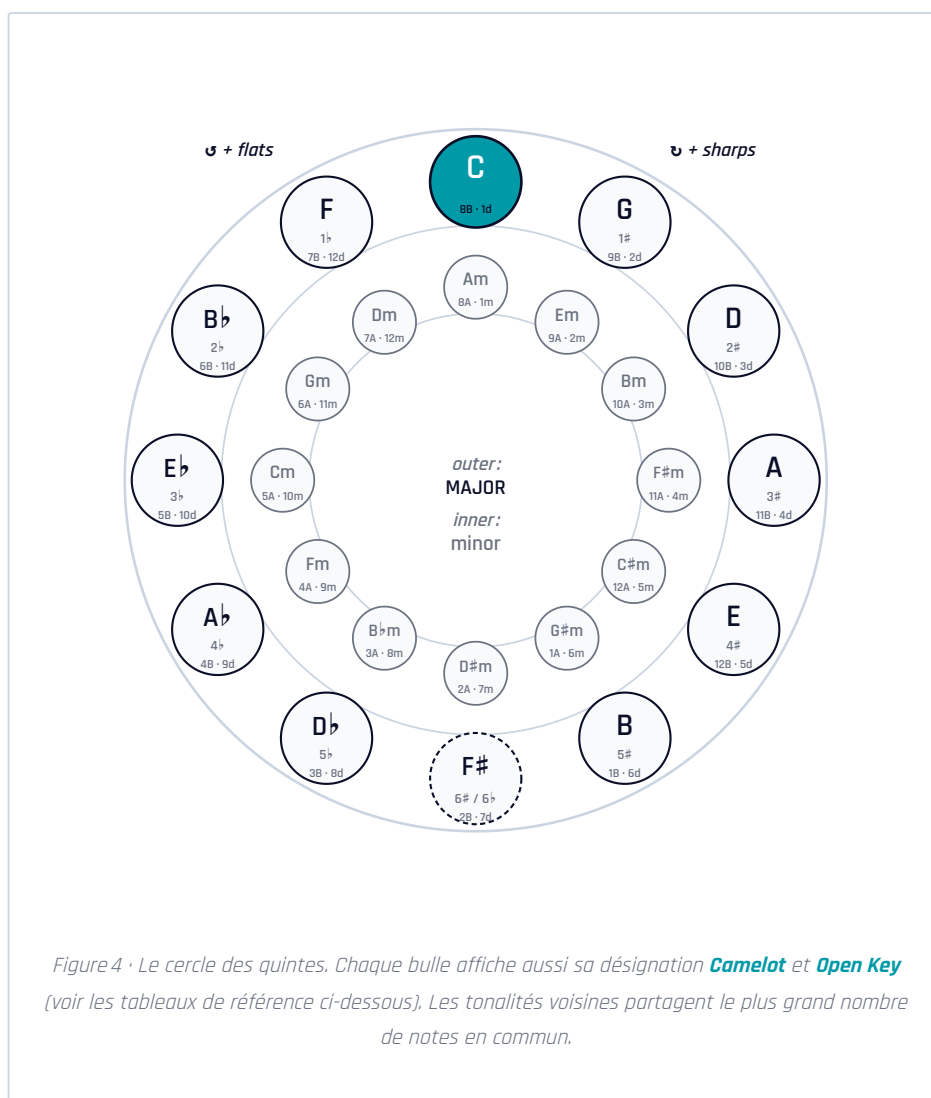 ↺ + flats
↻ + sharps
C
8B · 1d
F
1♭
7B · 12d
G
1♯
9B · 2d
B♭
2♭
6B · 11d
D
2♯
10B · 3d
E♭
3♭
5B · 10d
A
3♯
11B · 4d
A♭
4♭
4B · 9d
E
4♯
12B · 5d
D♭
5♭
3B · 8d
B
5♯
1B · 6d
F♯
6♯ / 6♭
2B · 7d
Am
8A · 1m
Dm
7A · 12m
Em
9A · 2m
Gm
6A · 11m
Bm
10A · 3m
Cm
5A · 10m
F♯m
11A · 4m
Fm
4A · 9m
C♯m
12A · 5m
B♭m
3A · 8m
G♯m
1A · 6m
D♯m
2A · 7m
outer:
MAJOR
inner:
minor
Figure 4 · Le cercle des quintes. Chaque bulle affiche aussi sa désignation Camelot et Open Key
(voir les tableaux de référence ci-dessous). Les tonalités voisines partagent le plus grand nombre
de notes en commun.